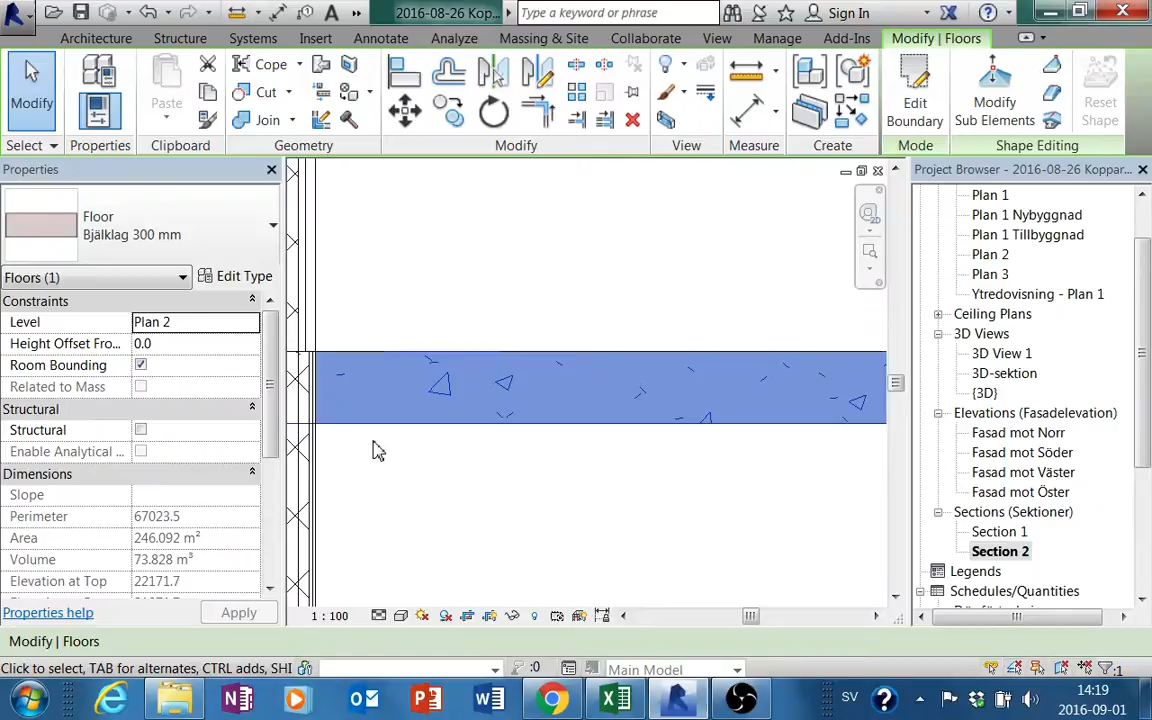 2016-08-26 Kopp...
Type a keyword or phrase
Sign In
Architecture Structure Systems Insert Annotate Analyze Massing & Site Collaborate View Manage Add-Ins Modify | Floors
Modify
Paste
Cope
Cut
Join
Edit Boundary
Modify Sub Elements
Reset Shape
Select Properties Clipboard Geometry Modify View Measure Create Mode Shape Editing
Properties
Floor
Bjälklag 300 mm
Floors (1)
Edit Type
Constraints
Level Plan 2
Height Offset Fro... 0.0
Room Bounding
Related to Mass
Structural
Structural
Enable Analytical ...
Dimensions
Slope
Perimeter 67023.5
Area 246.092 m²
Volume 73.828 m³
Elevation at Top 22171.7
Properties help
Apply
2D
1 : 100
Project Browser - 2016-08-26 Koppar...
Plan 1
Plan 1 Nybyggnad
Plan 1 Tillbyggnad
Plan 2
Plan 3
Ytredovisning - Plan 1
Ceiling Plans
3D Views
3D View 1
3D-sektion
{3D}
Elevations (Fasadelevation)
Fasad mot Norr
Fasad mot Söder
Fasad mot Väster
Fasad mot Öster
Sections (Sektioner)
Section 1
Section 2
Legends
Schedules/Quantities
Modify | Floors
Click to select, TAB for alternates, CTRL adds, SHI
:0
Main Model
:1
SV
14:19
2016-09-01